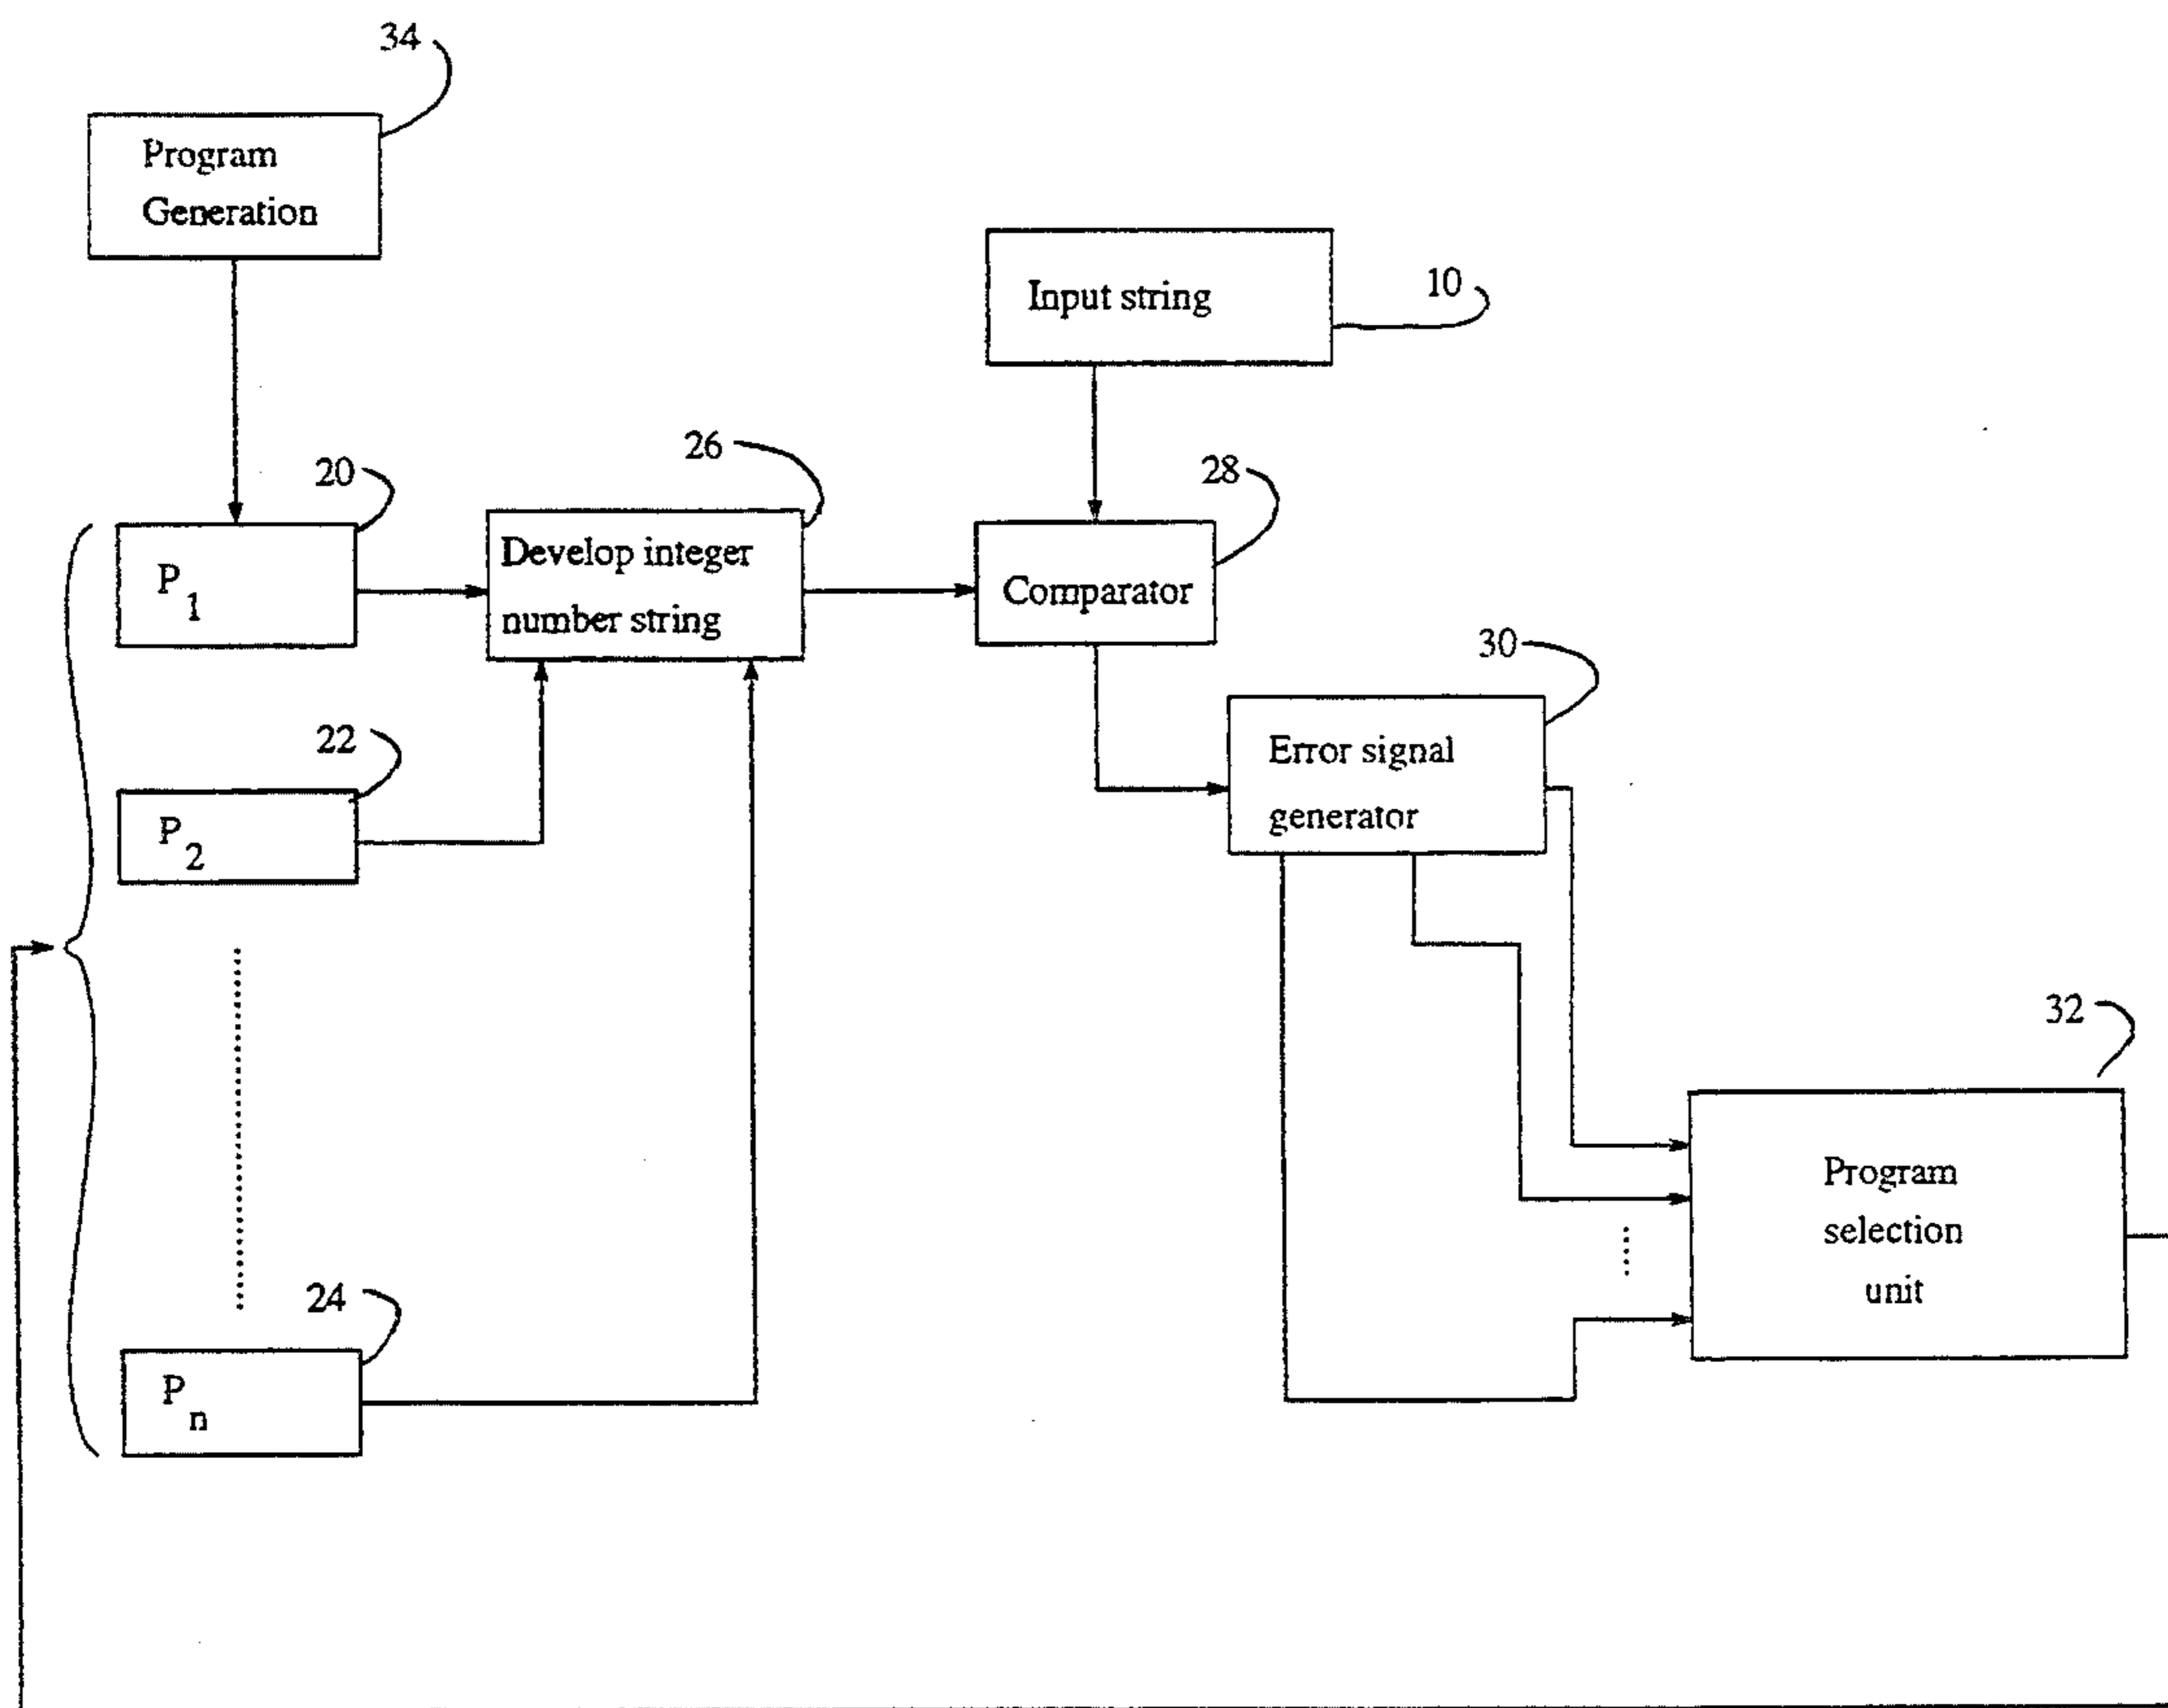 34
Program
Generation
Input string
10
20
26
28
P1
Develop integer
number string
Comparator
30
22
P2
Error signal
generator
32
Program
selection
unit
24
Pn